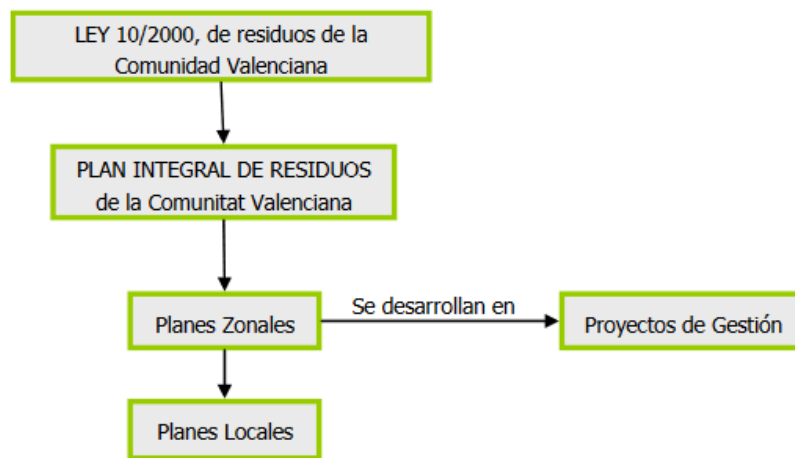 LEY 10/2000, de residuos de la
Comunidad Valenciana
PLAN INTEGRAL DE RESIDUOS
de la Comunitat Valenciana
Se desarrollan en
Planes Zonales
Proyectos de Gestión
Planes Locales